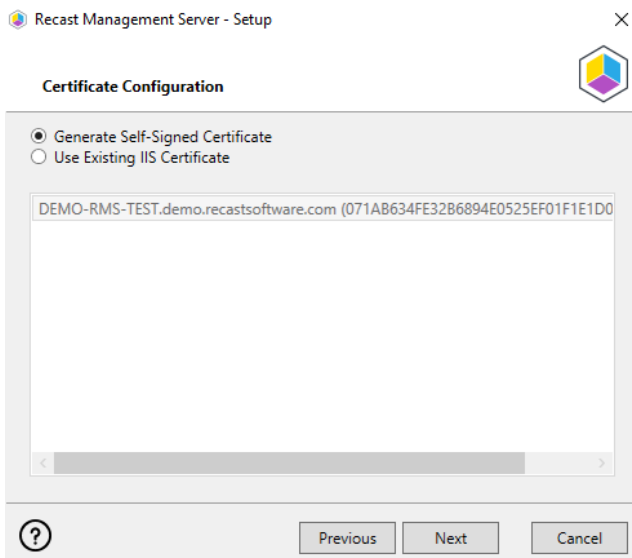 Recast Management Server - Setup
Certificate Configuration
Generate Self-Signed Certificate
Use Existing IIS Certificate
DEMO-RMS-TEST.demo.recastsoftware.com (071AB634FE32B6894E0525EF01F1E1D0
?
Previous Next Cancel